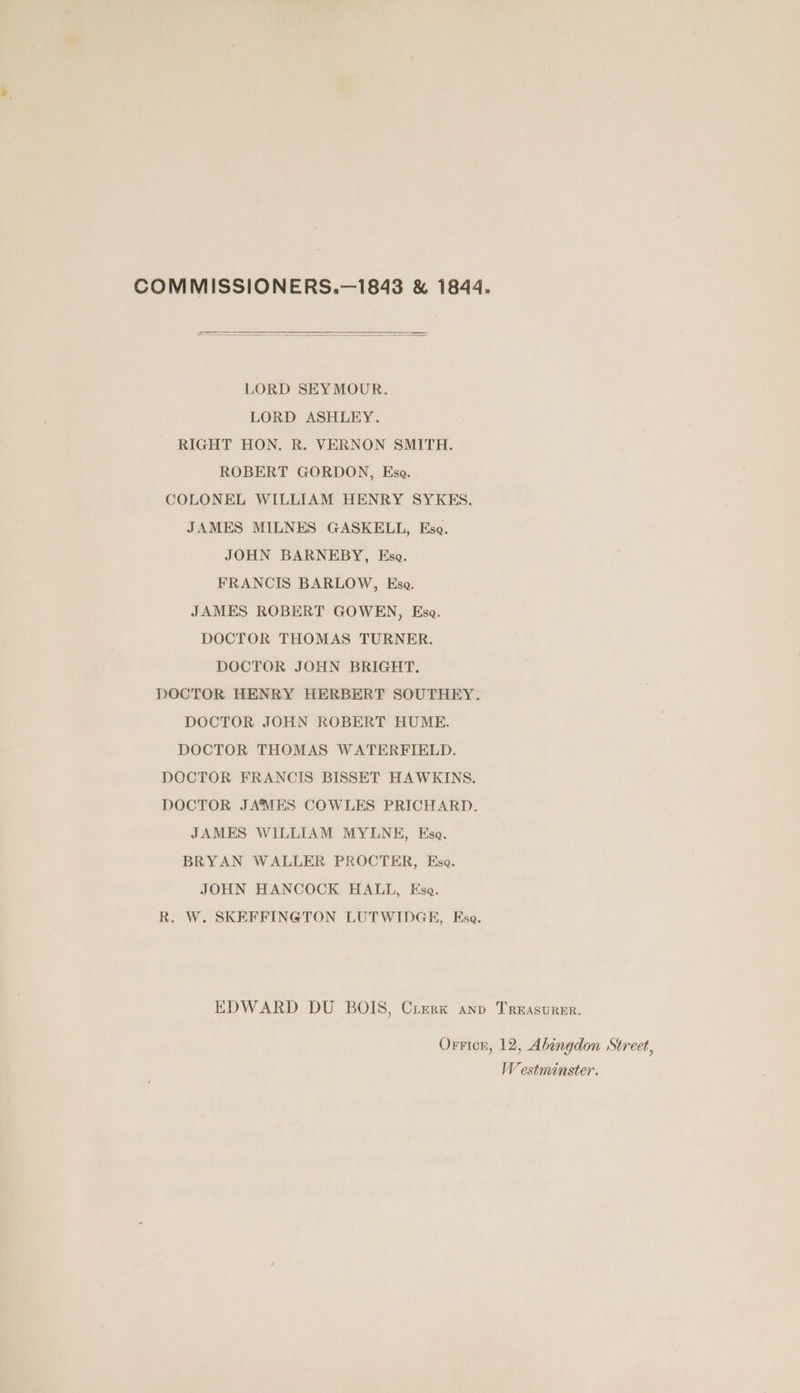 COMMISSIONERS.—1843 & 1844.
LORD SEYMOUR.
LORD ASHLEY.
RIGHT HON. R. VERNON SMITH.
ROBERT GORDON, Esq.
COLONEL WILLIAM HENRY SYKES.
JAMES MILNES GASKELL, Esq.
JOHN BARNEBY, Esq.
FRANCIS BARLOW, Esq.
JAMES ROBERT GOWEN, Esq.
DOCTOR THOMAS TURNER.
DOCTOR JOHN BRIGHT.
DOCTOR HENRY HERBERT SOUTHEY.
DOCTOR JOHN ROBERT HUME.
DOCTOR THOMAS WATERFIELD.
DOCTOR FRANCIS BISSET HAWKINS.
DOCTOR JAMES COWLES PRICHARD.
JAMES WILLIAM MYLNE, Esq.
BRYAN WALLER PROCTER, Esq.
JOHN HANCOCK HALL, Esq.
R. W. SKEFFINGTON LUTWIDGE, Esq.
EDWARD DU BOIS, Clerk and Treasurer.
Office, 12, Abingdon Street,
Westminster.